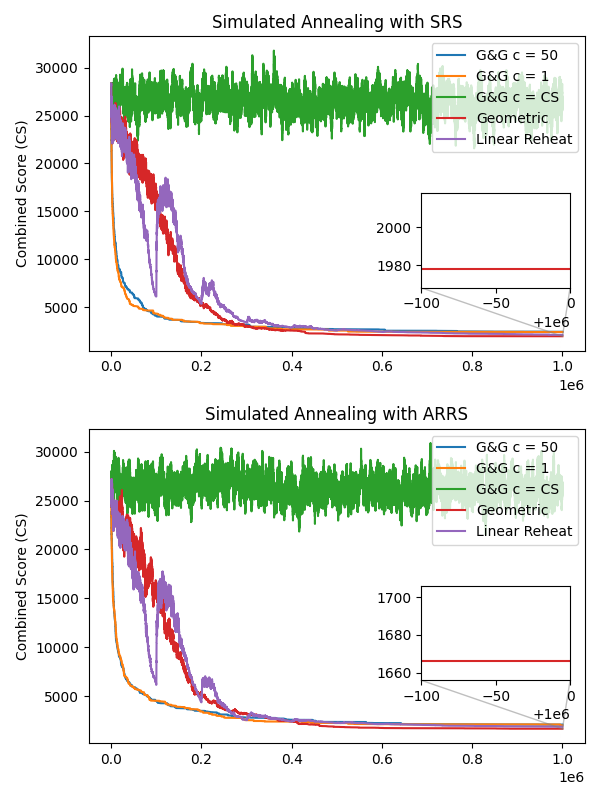 Simulated Annealing with SRS
Combined Score (CS)
30000
25000
20000
15000
10000
5000
G&G c = 50
G&G c = 1
G&G c = CS
Geometric
Linear Reheat
2000
1980
−100
−50
0
+1e6
0.0
0.2
0.4
0.6
0.8
1.0
1e6
Simulated Annealing with ARRS
Combined Score (CS)
30000
25000
20000
15000
10000
5000
G&G c = 50
G&G c = 1
G&G c = CS
Geometric
Linear Reheat
1700
1680
1660
−100
−50
0
+1e6
0.0
0.2
0.4
0.6
0.8
1.0
1e6